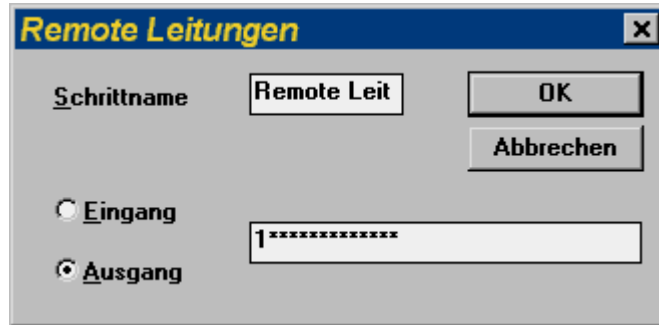 Remote Leitungen
Schrittname
Remote Leit
OK
Abbrechen
Eingang
1*************
Ausgang